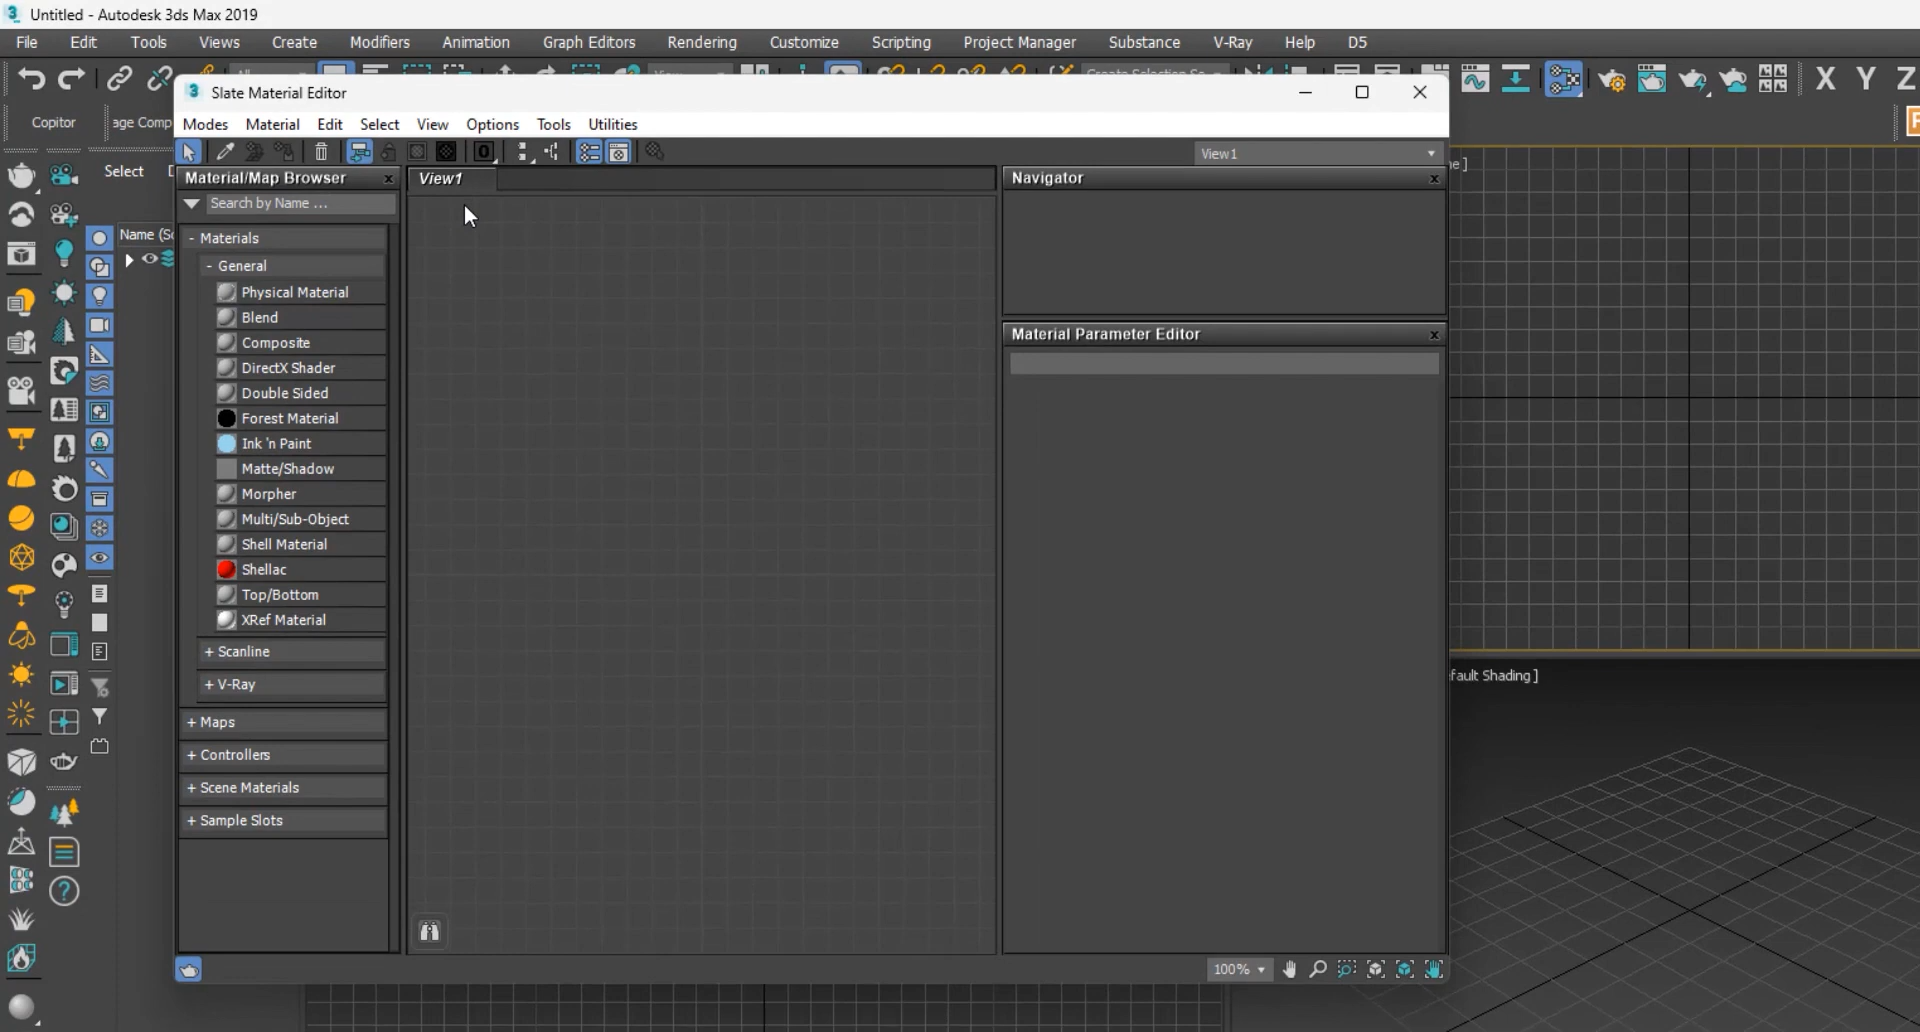 Untitled - Autodesk 3ds Max 2019
File Edit Tools Views Create Modifiers Animation Graph Editors Rendering Customize Scripting Project Manager Substance V-Ray Help D5
X Y Z
Slate Material Editor
Copitor
age Comp
Modes Material Edit Select View Options Tools Utilities
0
View1
Select
Material/Map Browser
View1
Navigator
Search by Name ...
Name (Sc
- Materials
- General
Physical Material
Blend
Composite
DirectX Shader
Double Sided
Forest Material
Ink 'n Paint
Matte/Shadow
Morpher
Multi/Sub-Object
Shell Material
Shellac
Top/Bottom
XRef Material
+ Scanline
+ V-Ray
+ Maps
+ Controllers
+ Scene Materials
+ Sample Slots
Material Parameter Editor
fault Shading ]
100%